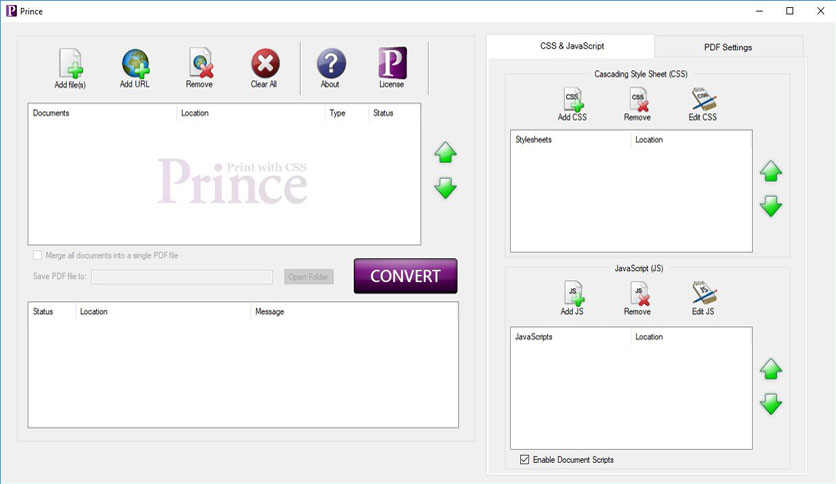 Prince
Add file(s)
Add URL
Remove
Clear All
About
P
License
Documents
Location
Type
Status
Print with CSS
Prince
Merge all documents into a single PDF file
Save PDF file to:
Open Folder
CONVERT
Status
Location
Message
CSS & JavaScript
PDF Settings
Cascading Style Sheet (CSS)
CSS
CSS
CSS
Add CSS
Remove
Edit CSS
Stylesheets
Location
JavaScript (JS)
JS
JS
JS
Add JS
Remove
Edit JS
JavaScripts
Location
Enable Document Scripts